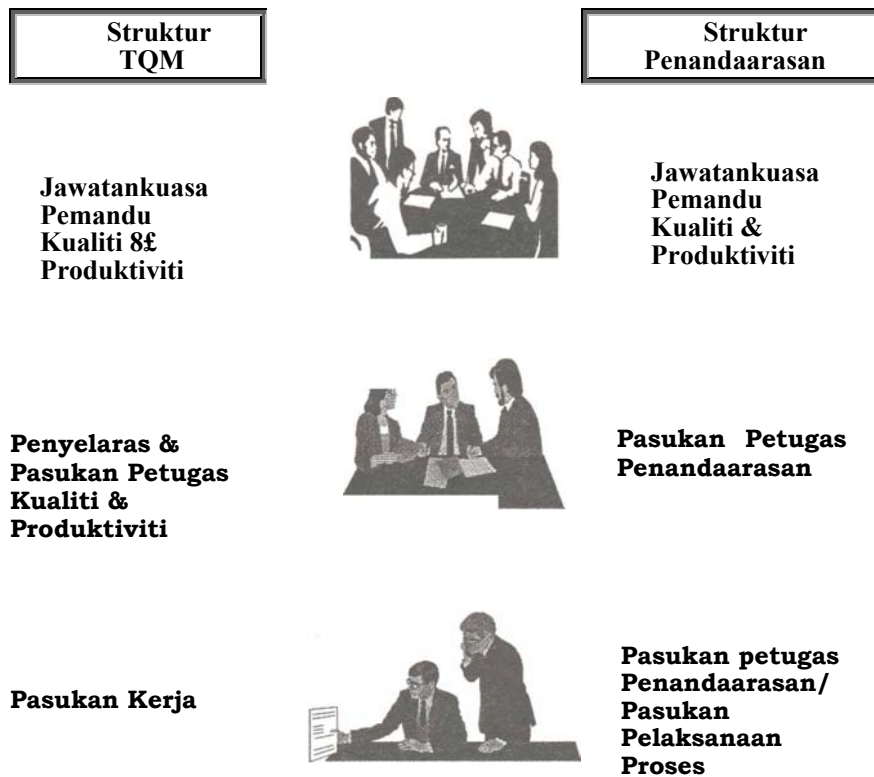 Struktur
TQM
Struktur
Penandaarasan
Jawatankuasa
Pemandu
Kualiti 8£
Produktiviti
Jawatankuasa
Pemandu
Kualiti &
Produktiviti
Penyelaras &
Pasukan Petugas
Kualiti &
Produktiviti
Pasukan Petugas
Penandaarasan
Pasukan Kerja
Pasukan petugas
Penandaarasan/
Pasukan
Pelaksanaan
Proses